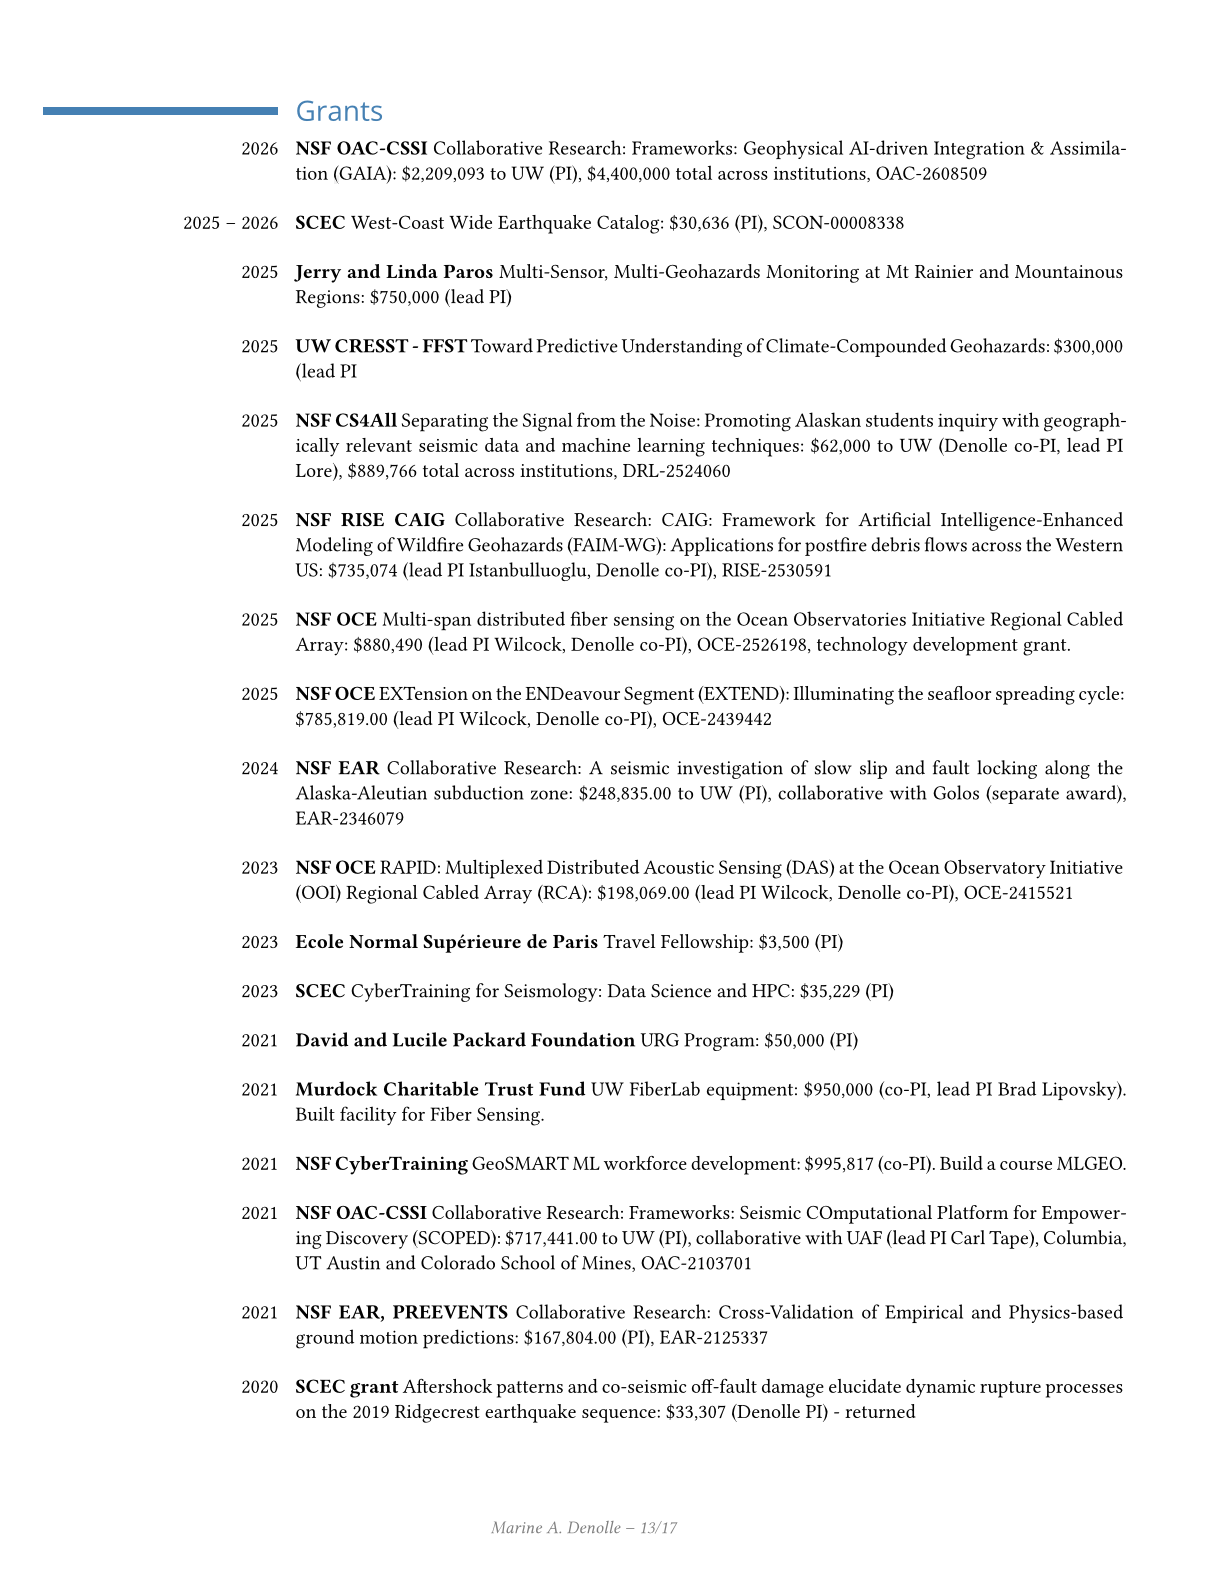 Grants
2026 NSF OAC-CSSI Collaborative Research: Frameworks: Geophysical AI-driven Integration & Assimila-
tion (GAIA): $2,209,093 to UW (PI), $4,400,000 total across institutions, OAC-2608509
2025 – 2026 SCEC West-Coast Wide Earthquake Catalog: $30,636 (PI), SCON-00008338
2025 Jerry and Linda Paros Multi-Sensor, Multi-Geohazards Monitoring at Mt Rainier and Mountainous
Regions: $750,000 (lead PI)
2025 UW CRESST - FFST Toward Predictive Understanding of Climate-Compounded Geohazards: $300,000
(lead PI
2025 NSF CS4All Separating the Signal from the Noise: Promoting Alaskan students inquiry with geograph-
ically relevant seismic data and machine learning techniques: $62,000 to UW (Denolle co-PI, lead PI
Lore), $889,766 total across institutions, DRL-2524060
2025 NSF RISE CAIG Collaborative Research: CAIG: Framework for Artificial Intelligence-Enhanced
Modeling of Wildfire Geohazards (FAIM-WG): Applications for postfire debris flows across the Western
US: $735,074 (lead PI Istanbulluoglu, Denolle co-PI), RISE-2530591
2025 NSF OCE Multi-span distributed fiber sensing on the Ocean Observatories Initiative Regional Cabled
Array: $880,490 (lead PI Wilcock, Denolle co-PI), OCE-2526198, technology development grant.
2025 NSF OCE EXTension on the ENDeavour Segment (EXTEND): Illuminating the seafloor spreading cycle:
$785,819.00 (lead PI Wilcock, Denolle co-PI), OCE-2439442
2024 NSF EAR Collaborative Research: A seismic investigation of slow slip and fault locking along the
Alaska-Aleutian subduction zone: $248,835.00 to UW (PI), collaborative with Golos (separate award),
EAR-2346079
2023 NSF OCE RAPID: Multiplexed Distributed Acoustic Sensing (DAS) at the Ocean Observatory Initiative
(OOI) Regional Cabled Array (RCA): $198,069.00 (lead PI Wilcock, Denolle co-PI), OCE-2415521
2023 Ecole Normal Supérieure de Paris Travel Fellowship: $3,500 (PI)
2023 SCEC CyberTraining for Seismology: Data Science and HPC: $35,229 (PI)
2021 David and Lucile Packard Foundation URG Program: $50,000 (PI)
2021 Murdock Charitable Trust Fund UW FiberLab equipment: $950,000 (co-PI, lead PI Brad Lipovsky).
Built facility for Fiber Sensing.
2021 NSF CyberTraining GeoSMART ML workforce development: $995,817 (co-PI). Build a course MLGEO.
2021 NSF OAC-CSSI Collaborative Research: Frameworks: Seismic COmputational Platform for Empower-
ing Discovery (SCOPED): $717,441.00 to UW (PI), collaborative with UAF (lead PI Carl Tape), Columbia,
UT Austin and Colorado School of Mines, OAC-2103701
2021 NSF EAR, PREEVENTS Collaborative Research: Cross-Validation of Empirical and Physics-based
ground motion predictions: $167,804.00 (PI), EAR-2125337
2020 SCEC grant Aftershock patterns and co-seismic off-fault damage elucidate dynamic rupture processes
on the 2019 Ridgecrest earthquake sequence: $33,307 (Denolle PI) - returned
Marine A. Denolle – 13/17